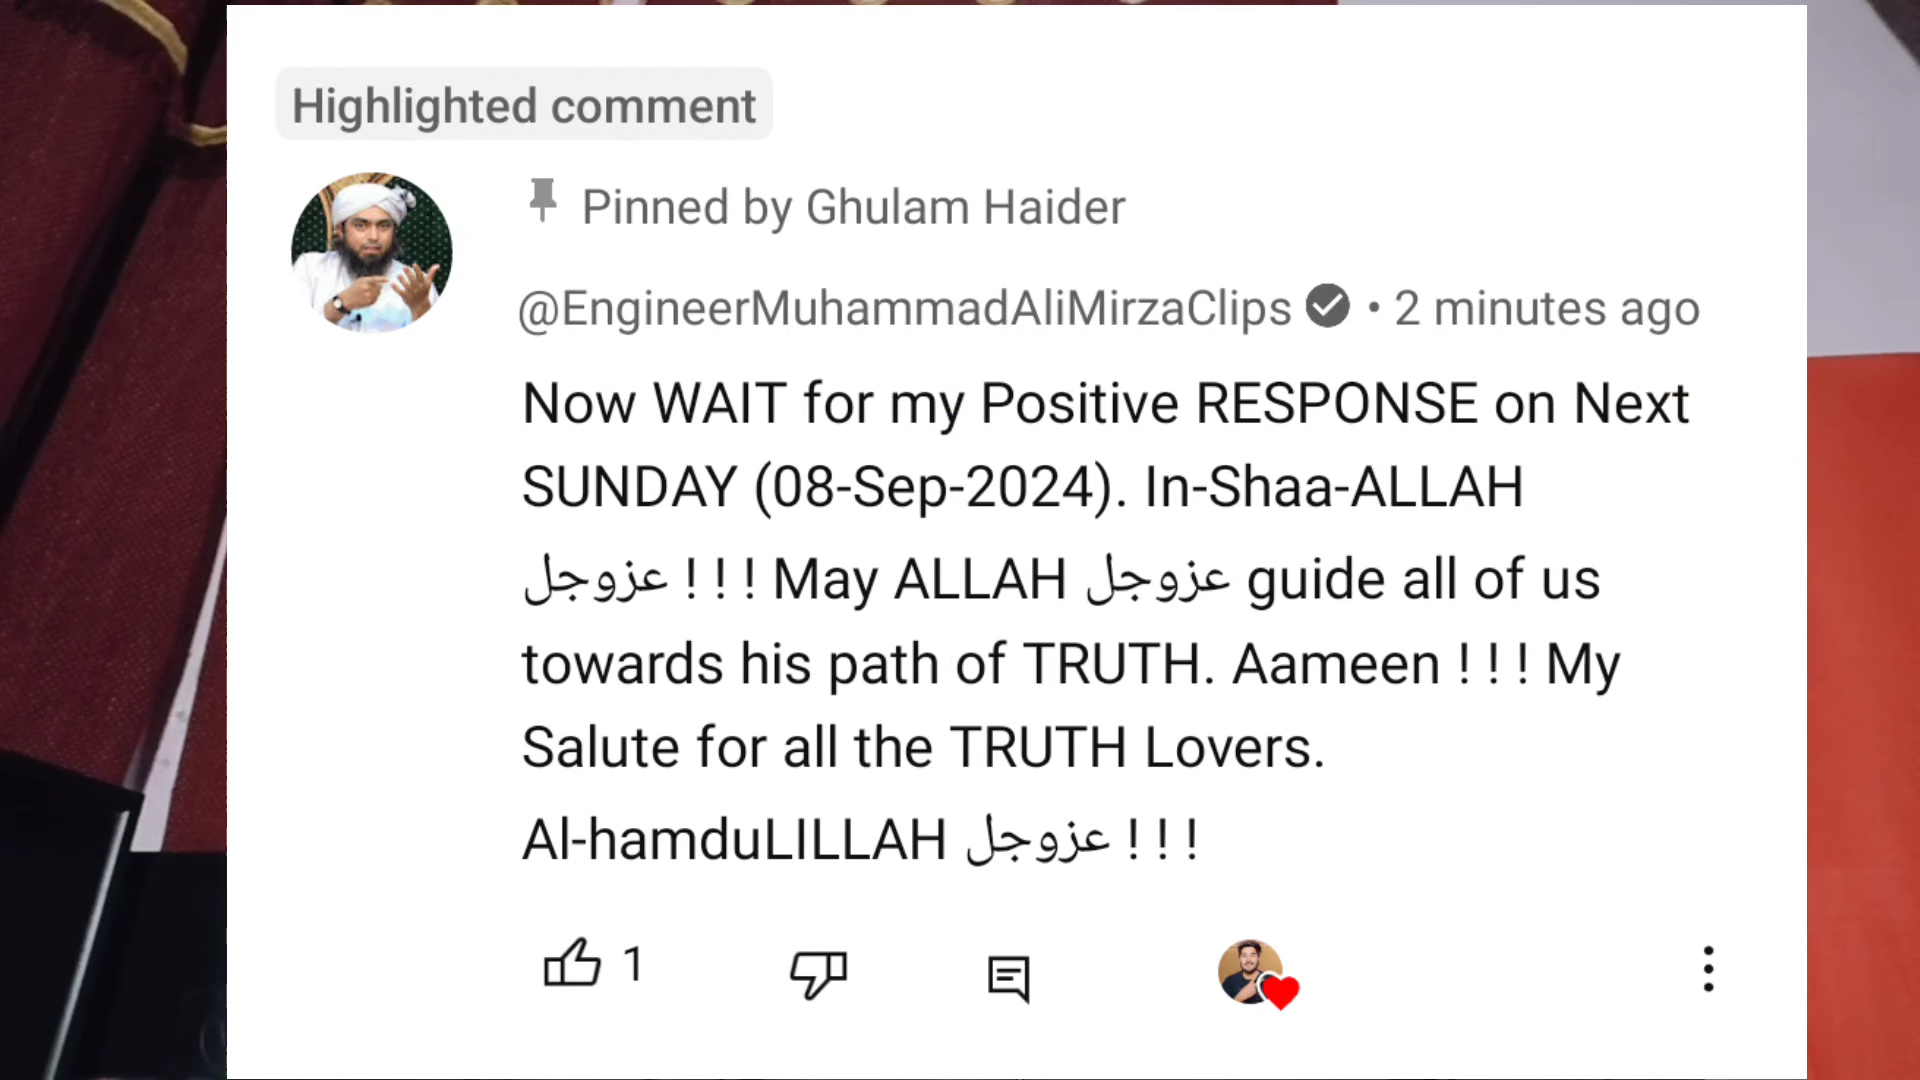 Highlighted comment
Pinned by Ghulam Haider
@EngineerMuhammadAliMirzaClips • 2 minutes ago
Now WAIT for my Positive RESPONSE on Next
SUNDAY (08-Sep-2024). In-Shaa-ALLAH
عزوجل ! ! ! May ALLAH عزوجل guide all of us
towards his path of TRUTH. Aameen ! ! ! My
Salute for all the TRUTH Lovers.
Al-hamduLILLAH عزوجل ! ! !
1